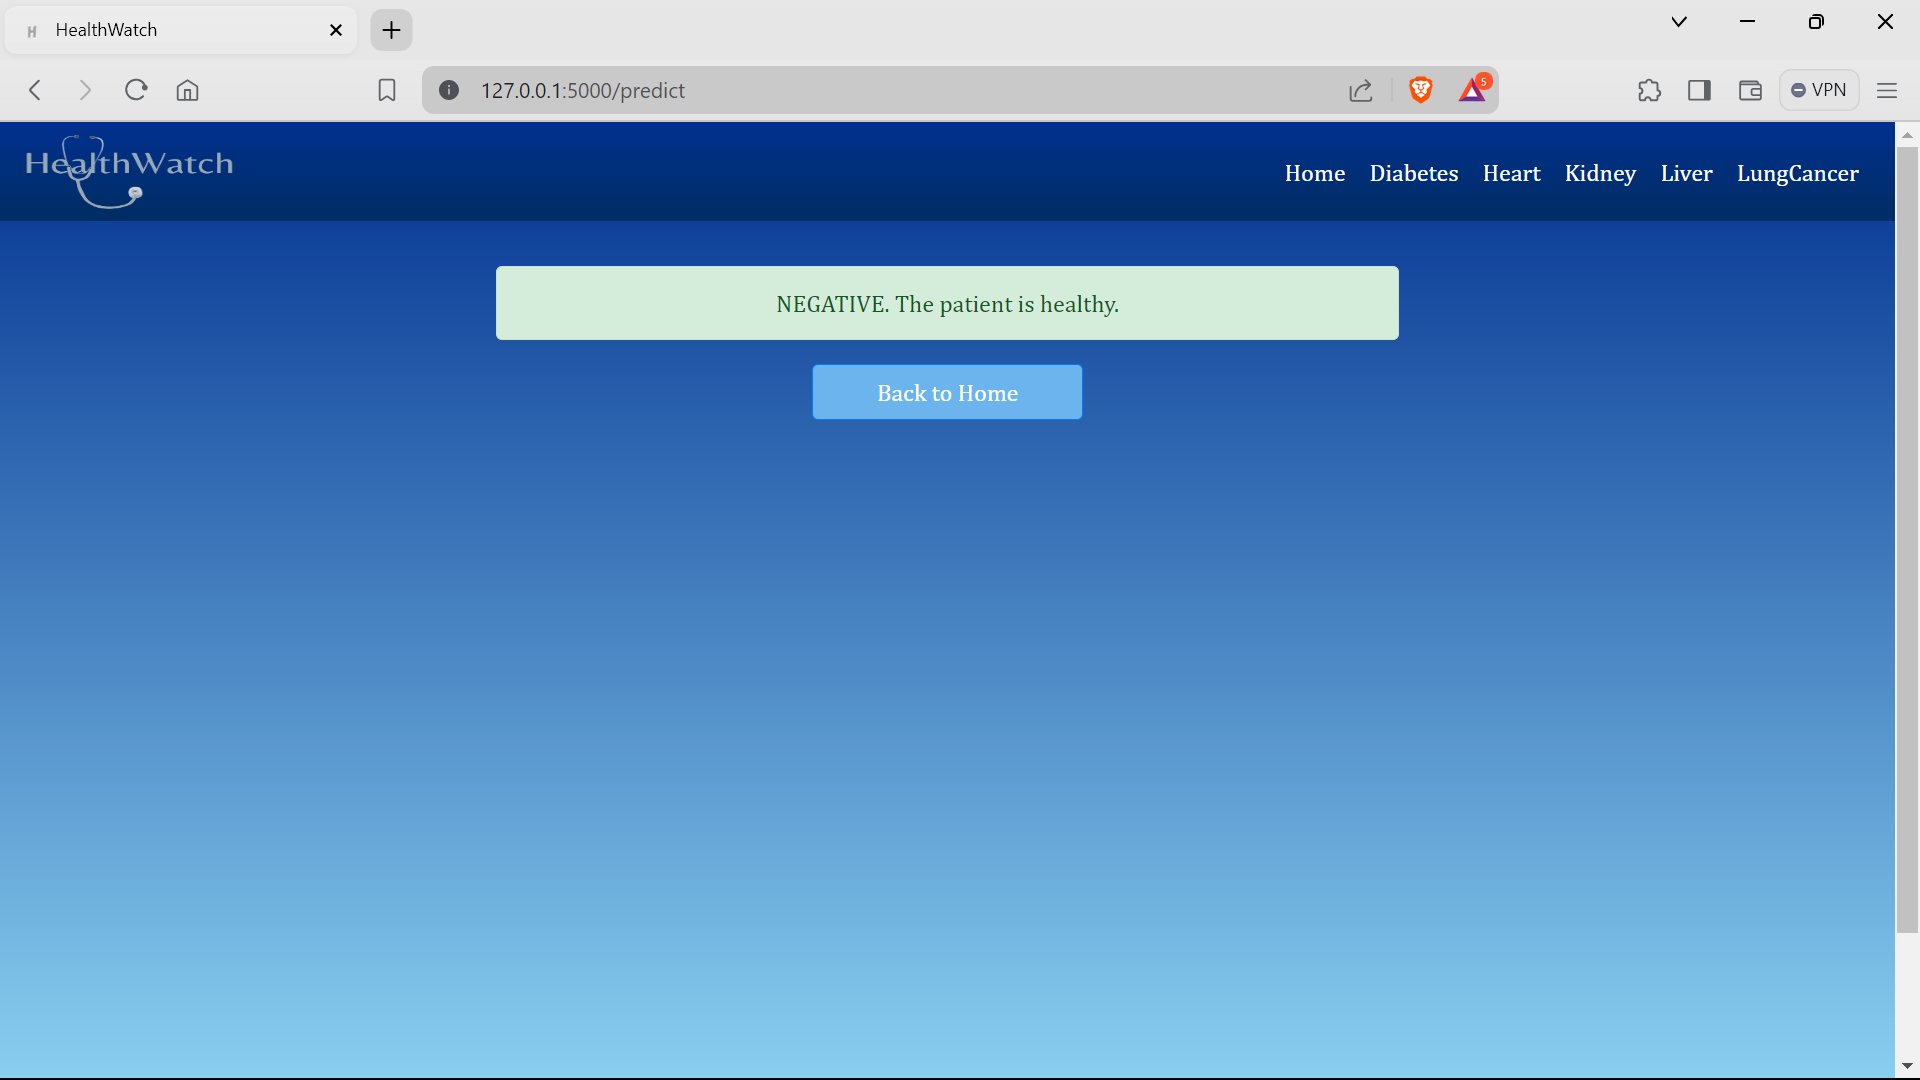 HealthWatch
127.0.0.1:5000/predict
5
VPN
HealthWatch
Home Diabetes Heart Kidney Liver LungCancer
NEGATIVE. The patient is healthy.
Back to Home